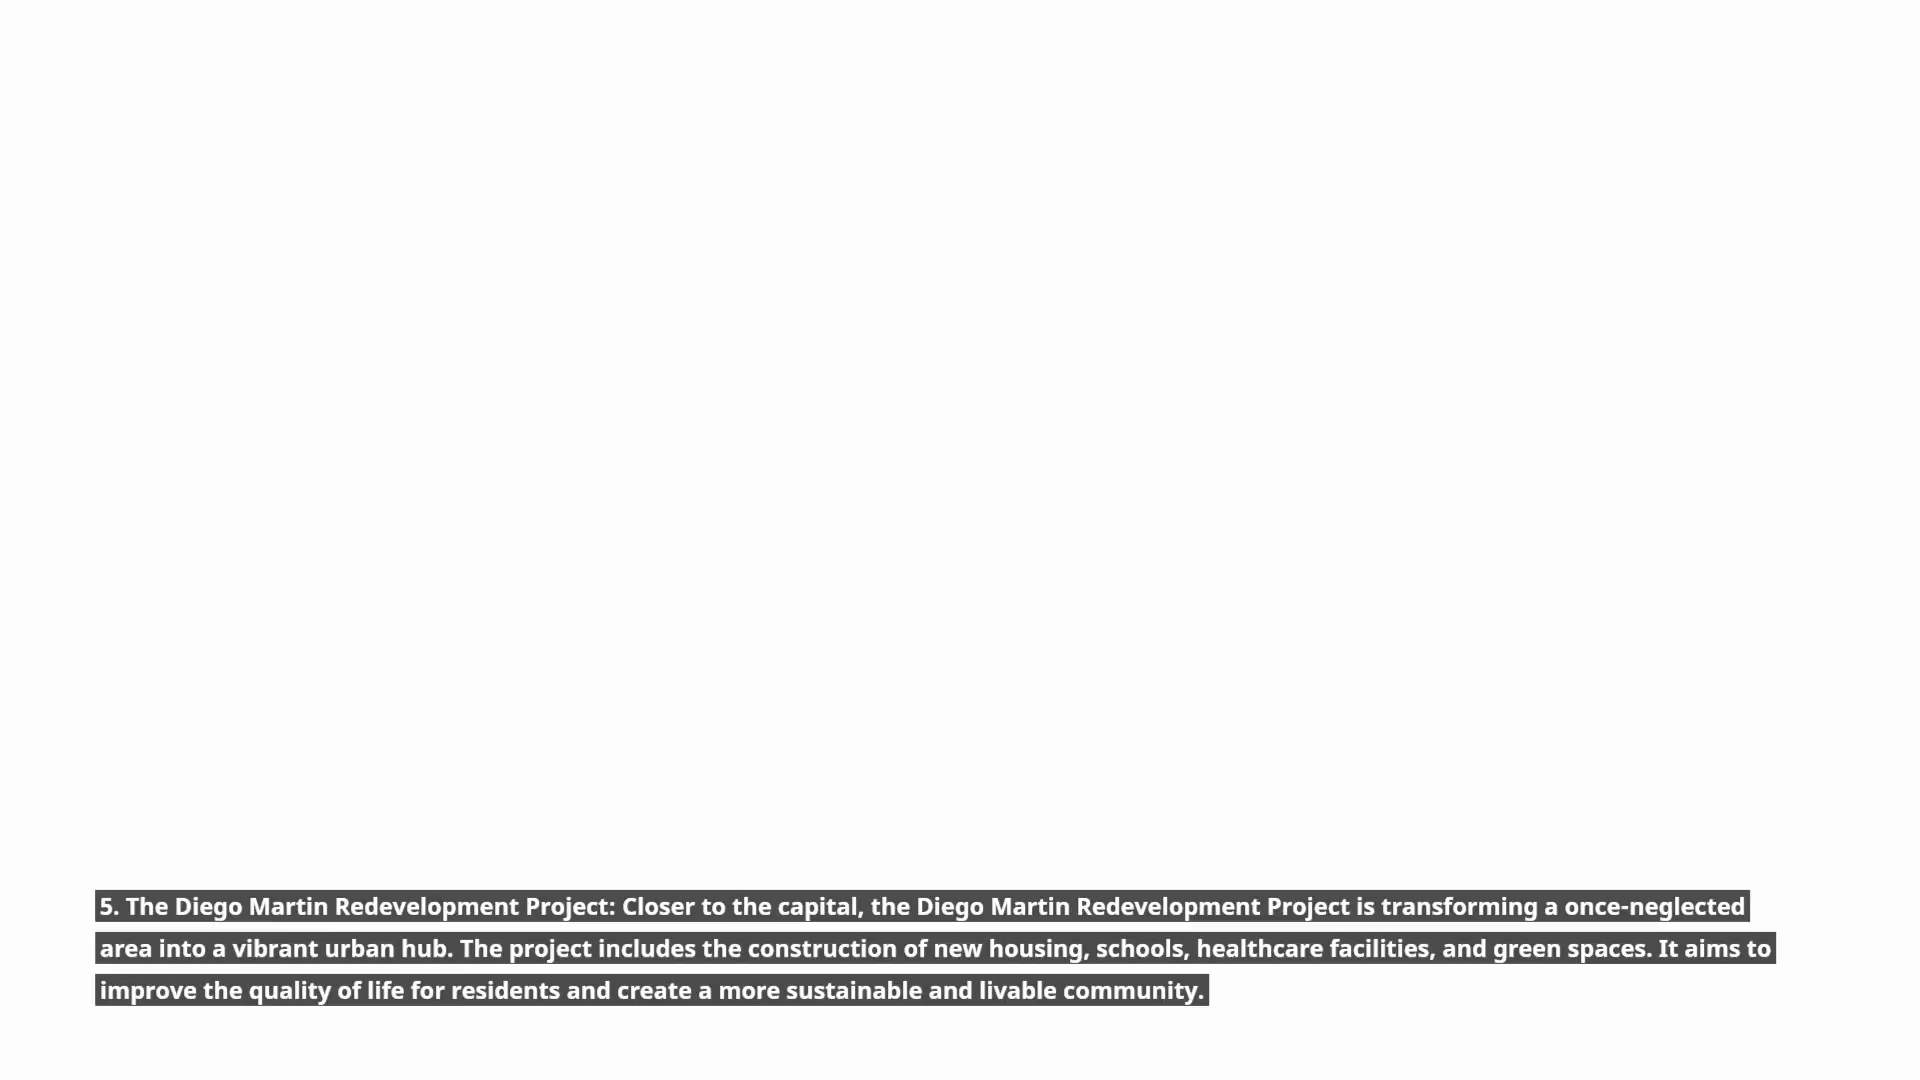 5. The Diego Martin Redevelopment Project: Closer to the capital, the Diego Martin Redevelopment Project is transforming a once-neglected
area into a vibrant urban hub. The project includes the construction of new housing, schools, healthcare facilities, and green spaces. It aims to
improve the quality of life for residents and create a more sustainable and livable community.